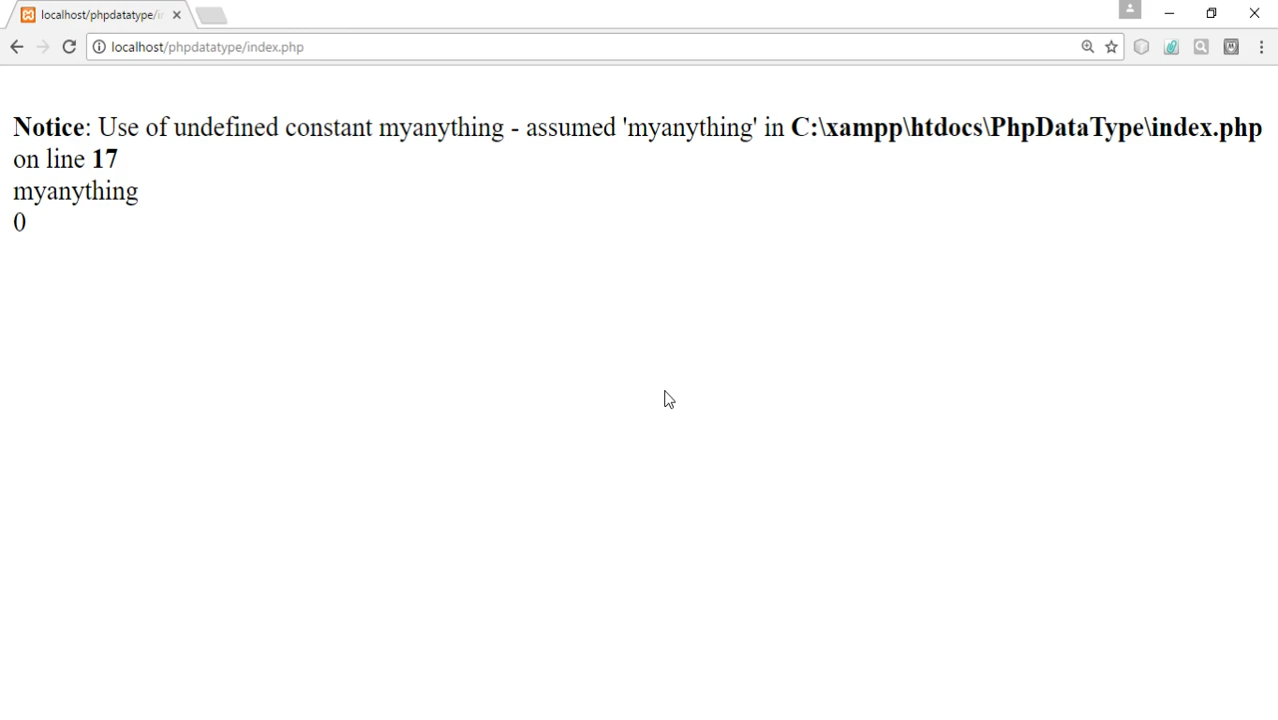 localhost/phpdatatype/i
localhost/phpdatatype/index.php
Notice: Use of undefined constant myanything - assumed 'myanything' in C:\xampp\htdocs\PhpDataType\index.php
on line 17
myanything
0